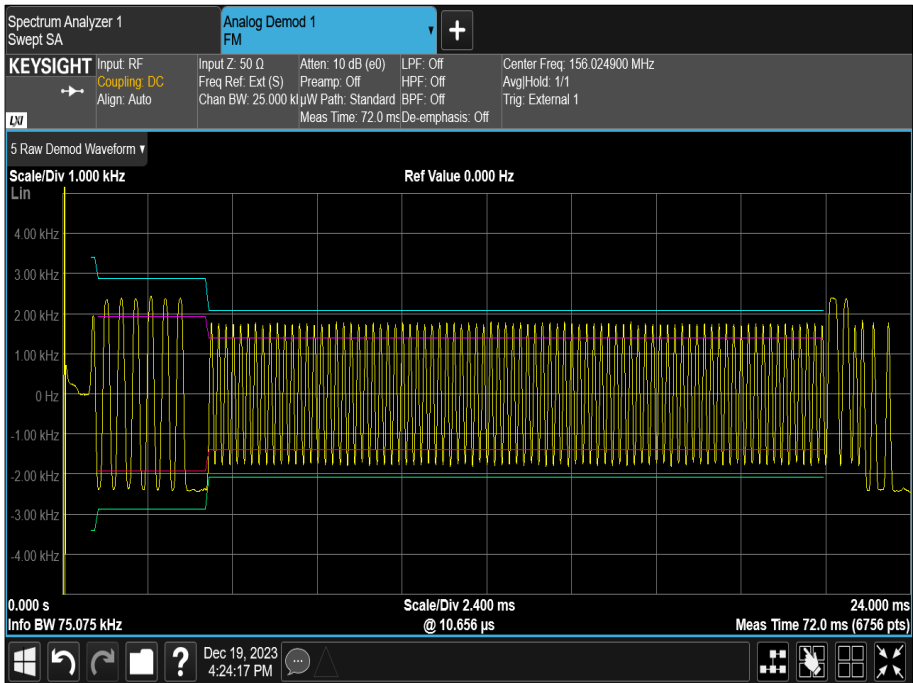 Spectrum Analyzer 1
Swept SA
Analog Demod 1
FM
KEYSIGHT
LXI
Input: RF
Coupling: DC
Align: Auto
Input Z: 50 Ω
Freq Ref: Ext (S)
Chan BW: 25.000 kl
Atten: 10 dB (e0)
Preamp: Off
µW Path: Standard
Meas Time: 72.0 ms
LPF: Off
HPF: Off
BPF: Off
De-emphasis: Off
Center Freq: 156.024900 MHz
Avg|Hold: 1/1
Trig: External 1
5 Raw Demod Waveform
Scale/Div 1.000 kHz
Ref Value 0.000 Hz
Lin
4.00 kHz
3.00 kHz
2.00 kHz
1.00 kHz
0 Hz
-1.00 kHz
-2.00 kHz
-3.00 kHz
-4.00 kHz
0.000 s
Scale/Div 2.400 ms
24.000 ms
Info BW 75.075 kHz
@ 10.656 µs
Meas Time 72.0 ms (6756 pts)
Dec 19, 2023
4:24:17 PM